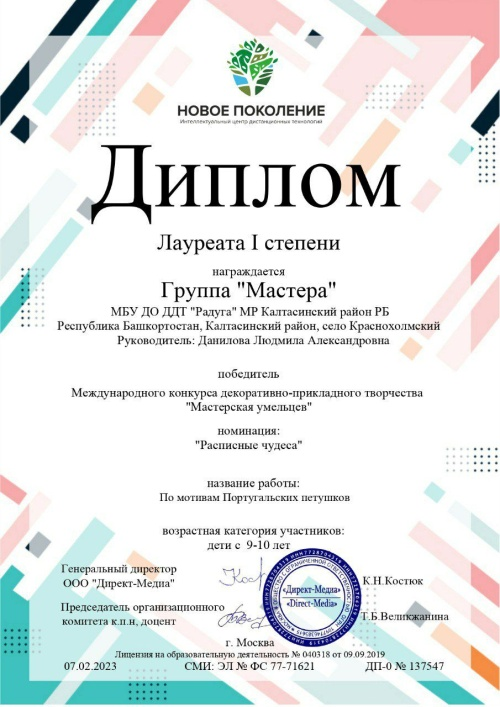 НОВОЕ ПОКОЛЕНИЕ
Интеллектуальный центр дистанционных технологий
Диплом
Лауреата I степени
награждается
Группа "Мастера"
МБУ ДО ДДТ "Радуга" МР Калтасинский район РБ
Республика Башкортостан, Калтасинский район, село Краснохолмский
Руководитель: Данилова Людмила Александровна
победитель
Международного конкурса декоративно-прикладного творчества
"Мастерская умельцев"
номинация:
"Расписные чудеса"
название работы:
По мотивам Португальских петушков
возрастная категория участников:
дети с 9-10 лет
Генеральный директор
ООО "Директ-Медиа"
К.Н.Костюк
«Директ-Медиа»
«Direct-Media»
Председатель организационного
комитета к.п.н, доцент
Т.Б.Великжанина
г. Москва
Лицензия на образовательную деятельность № 040318 от 09.09.2019
07.02.2023 СМИ: ЭЛ № ФС 77-71621 ДП-0 № 137547